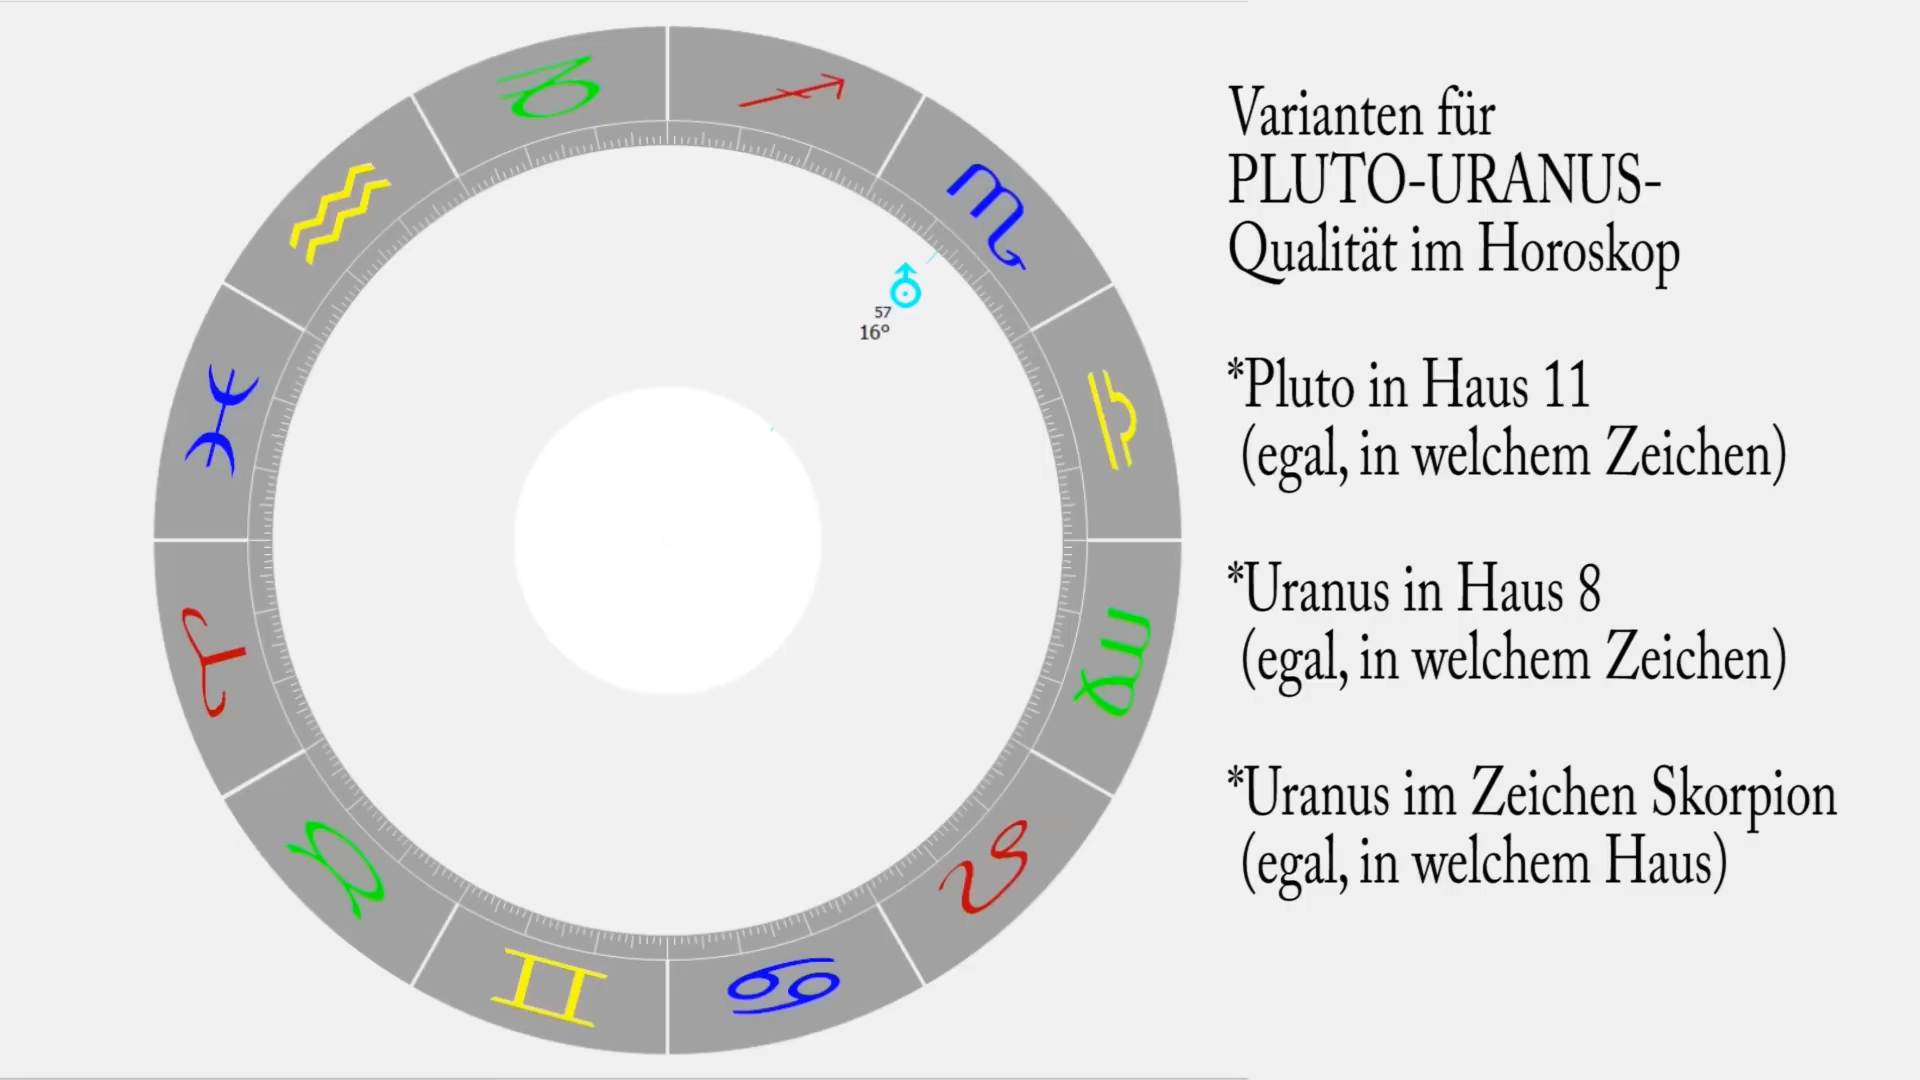 57
16°
Varianten für
PLUTO-URANUS-
Qualität im Horoskop
*Pluto in Haus 11
(egal, in welchem Zeichen)
*Uranus in Haus 8
(egal, in welchem Zeichen)
*Uranus im Zeichen Skorpion
(egal, in welchem Haus)